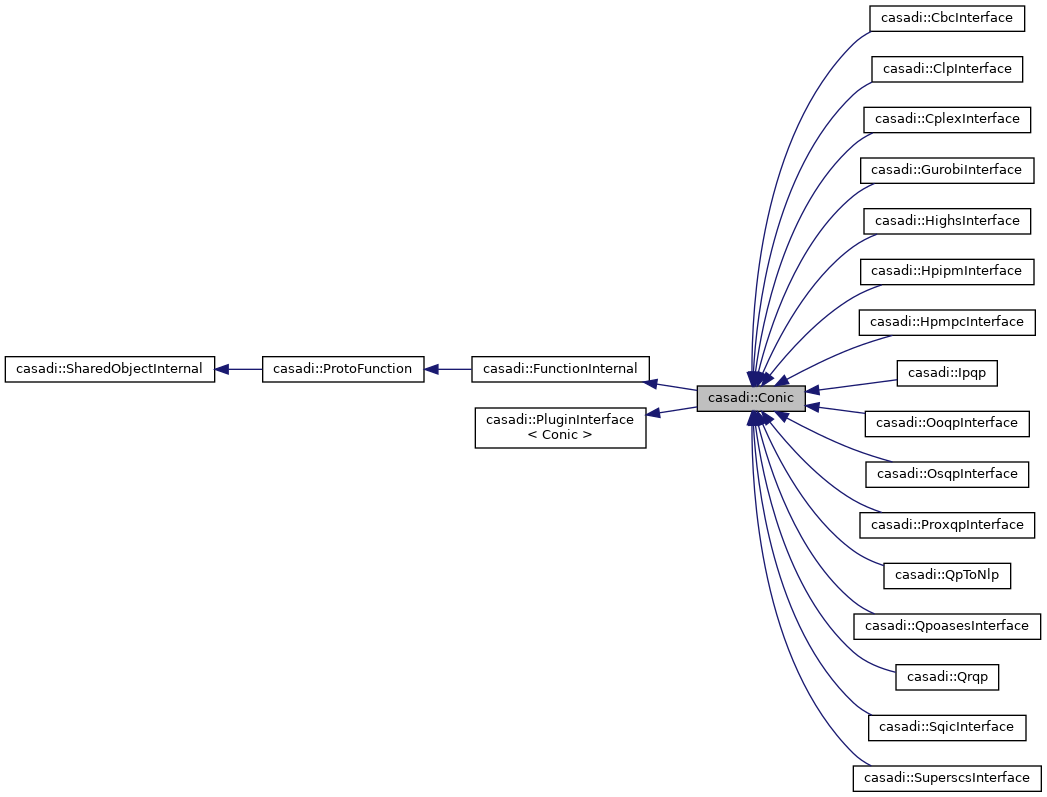 casadi::SharedObjectInternal
casadi::ProtoFunction
casadi::FunctionInternal
casadi::PluginInterface
< Conic >
casadi::Conic
casadi::CbcInterface
casadi::ClpInterface
casadi::CplexInterface
casadi::GurobiInterface
casadi::HighsInterface
casadi::HpipmInterface
casadi::HpmpcInterface
casadi::Ipqp
casadi::OoqpInterface
casadi::OsqpInterface
casadi::ProxqpInterface
casadi::QpToNlp
casadi::QpoasesInterface
casadi::Qrqp
casadi::SqicInterface
casadi::SuperscsInterface